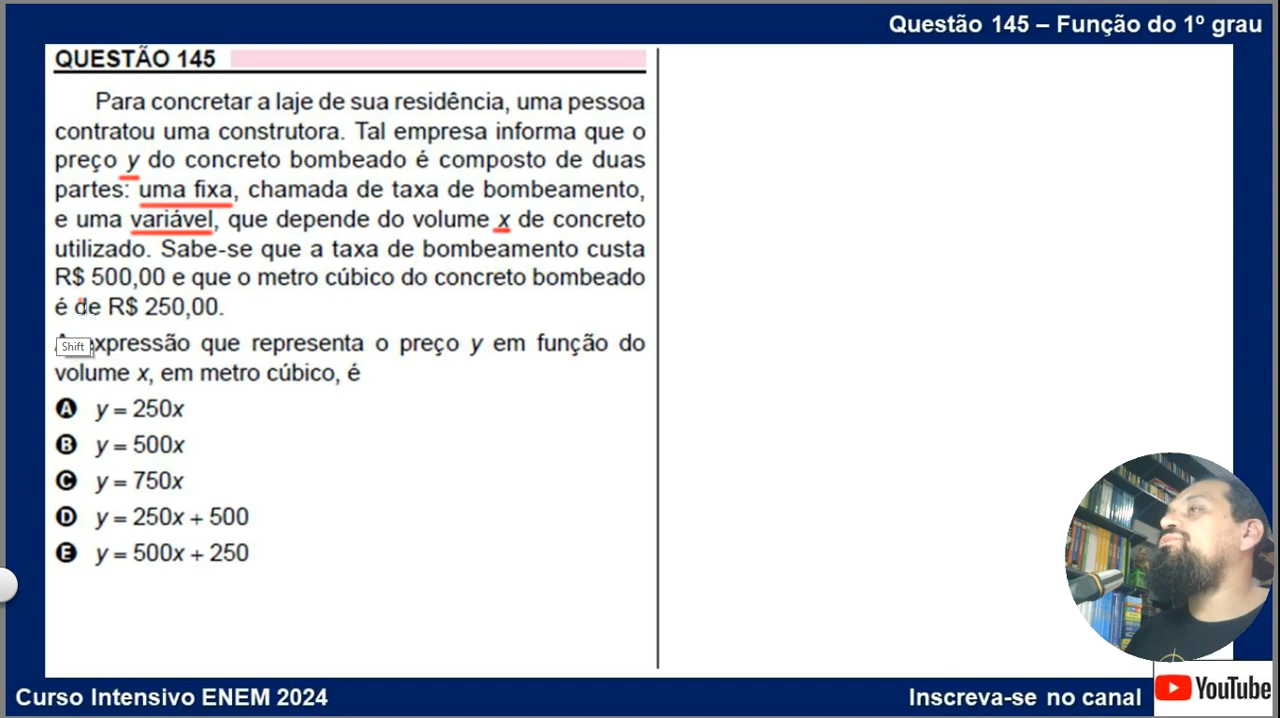 Questão 145 – Função do 1º grau
QUESTÃO 145
Para concretar a laje de sua residência, uma pessoa
contratou uma construtora. Tal empresa informa que o
preço y do concreto bombeado é composto de duas
partes: uma fixa, chamada de taxa de bombeamento,
e uma variável, que depende do volume x de concreto
utilizado. Sabe-se que a taxa de bombeamento custa
R$ 500,00 e que o metro cúbico do concreto bombeado
é de R$ 250,00.
Shift
expressão que representa o preço y em função do
volume x, em metro cúbico, é
A y = 250x
B y = 500x
C y = 750x
D y = 250x + 500
E y = 500x + 250
Curso Intensivo ENEM 2024
Inscreva-se no canal
YouTube